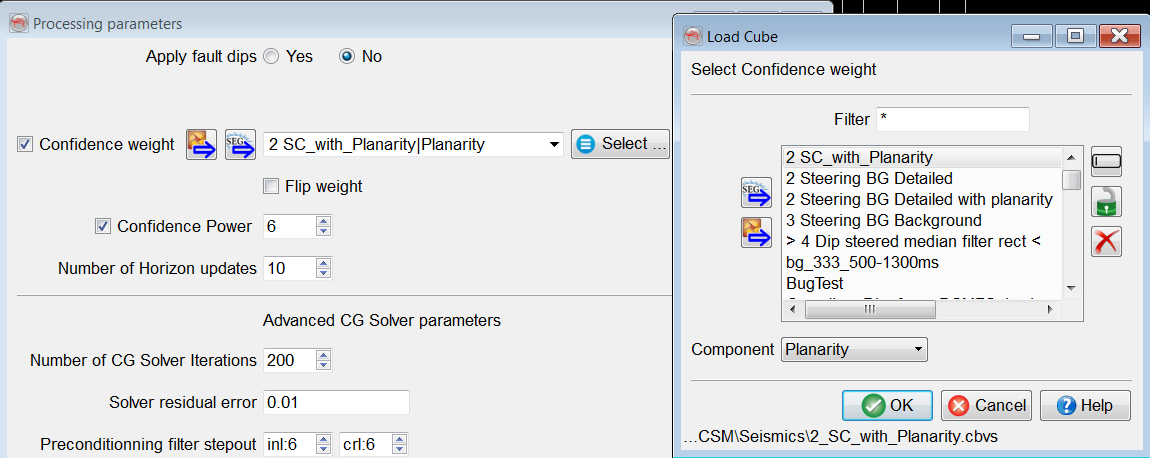 Processing parameters
Apply fault dips Yes No
Confidence weight SEG 2 SC_with_Planarity|Planarity Select ...
Flip weight
Confidence Power 6
Number of Horizon updates 10
Advanced CG Solver parameters
Number of CG Solver Iterations 200
Solver residual error 0.01
Preconditionning filter stepout inl:6 crl:6
Load Cube
Select Confidence weight
Filter *
SEG
2 SC_with_Planarity
2 Steering BG Detailed
2 Steering BG Detailed with planarity
3 Steering BG Background
> 4 Dip steered median filter rect <
bg_333_500-1300ms
BugTest
Component Planarity
OK Cancel Help
...CSM\Seismics\2_SC_with_Planarity.cbvs